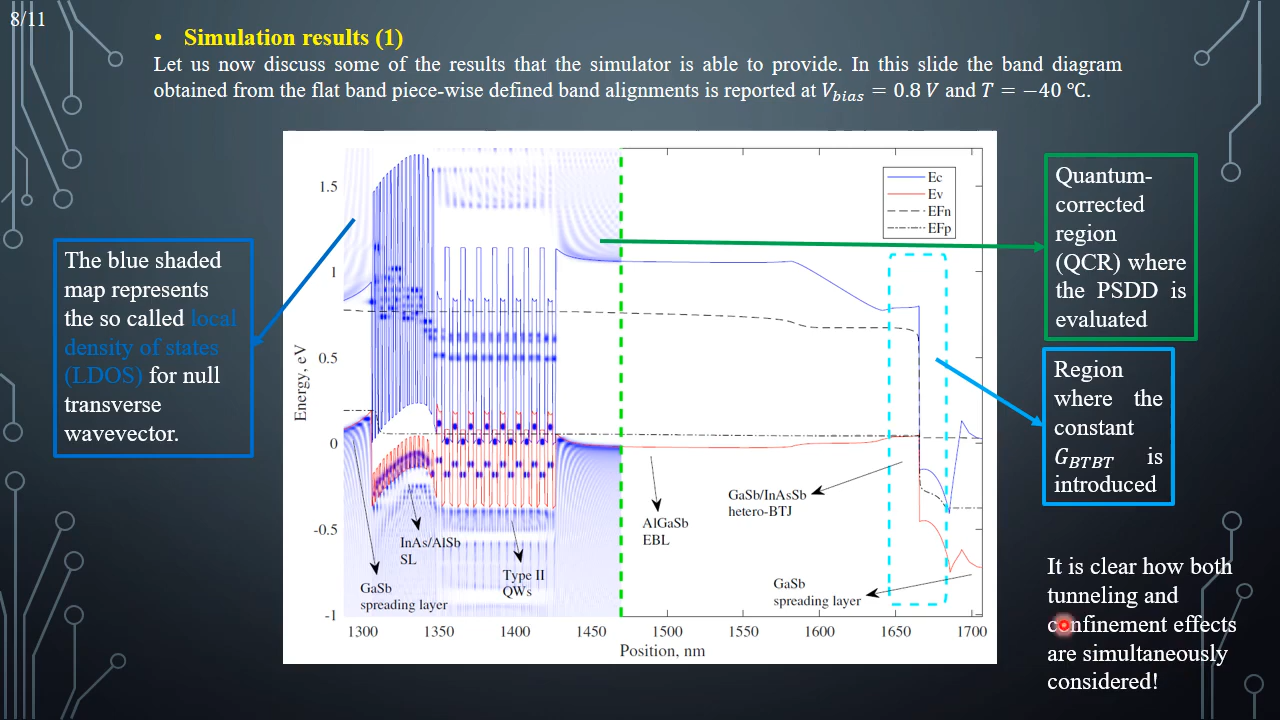 8/11
• Simulation results (1)
Let us now discuss some of the results that the simulator is able to provide. In this slide the band diagram
obtained from the flat band piece-wise defined band alignments is reported at V_bias = 0.8 V and T = −40 ℃.
The blue shaded
map represents
the so called local
density of states
(LDOS) for null
transverse
wavevector.
Energy, eV
1.5
1
0.5
0
-0.5
-1
1300
1350
1400
1450
1500
1550
1600
1650
1700
Position, nm
Ec
Ev
EFn
EFp
GaSb
spreading layer
InAs/AlSb
SL
Type II
QWs
AlGaSb
EBL
GaSb/InAsSb
hetero-BTJ
GaSb
spreading layer
Quantum-
corrected
region
(QCR) where
the PSDD is
evaluated
Region
where the
constant
G_BTBT is
introduced
It is clear how both
tunneling and
confinement effects
are simultaneously
considered!